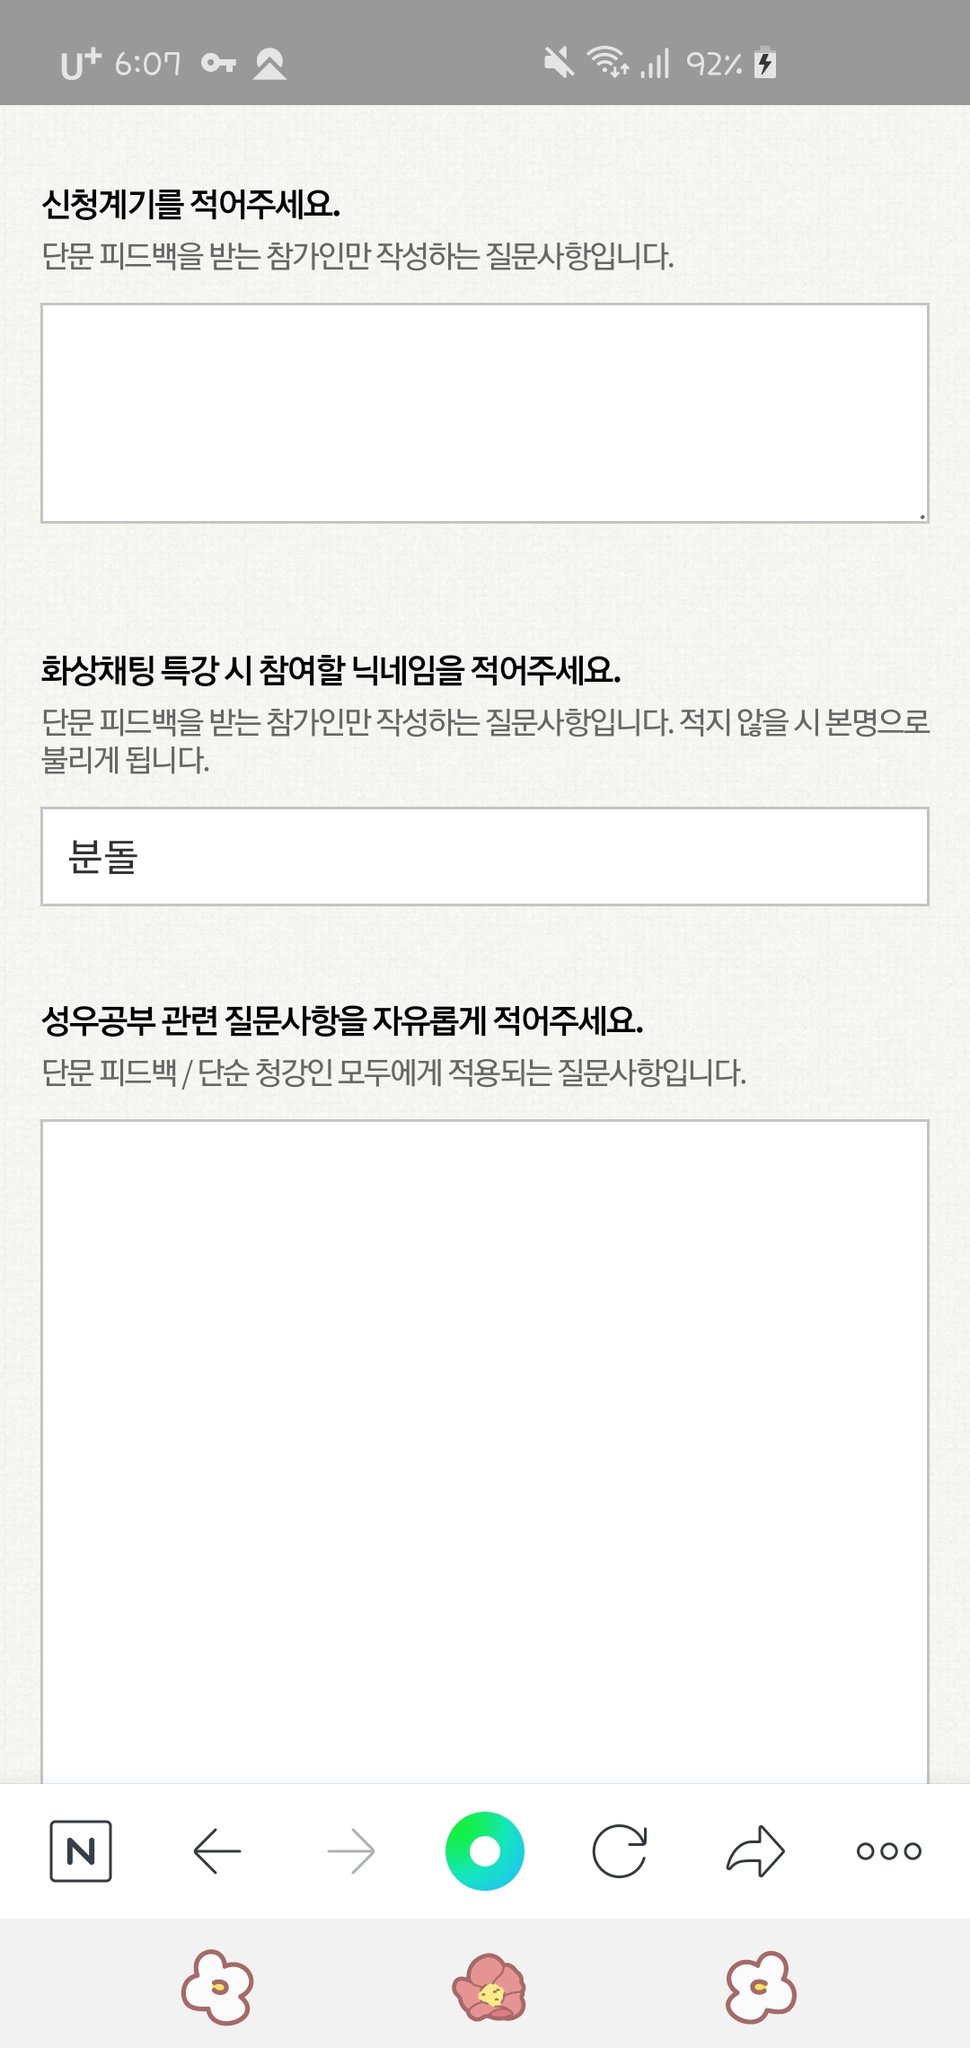 U+ 6:07 92%
신청계기를 적어주세요.
단문 피드백을 받는 참가인만 작성하는 질문사항입니다.
화상채팅 특강 시 참여할 닉네임을 적어주세요.
단문 피드백을 받는 참가인만 작성하는 질문사항입니다. 적지 않을 시 본명으로
불리게 됩니다.
분돌
성우공부 관련 질문사항을 자유롭게 적어주세요.
단문 피드백 / 단순 청강인 모두에게 적용되는 질문사항입니다.
N